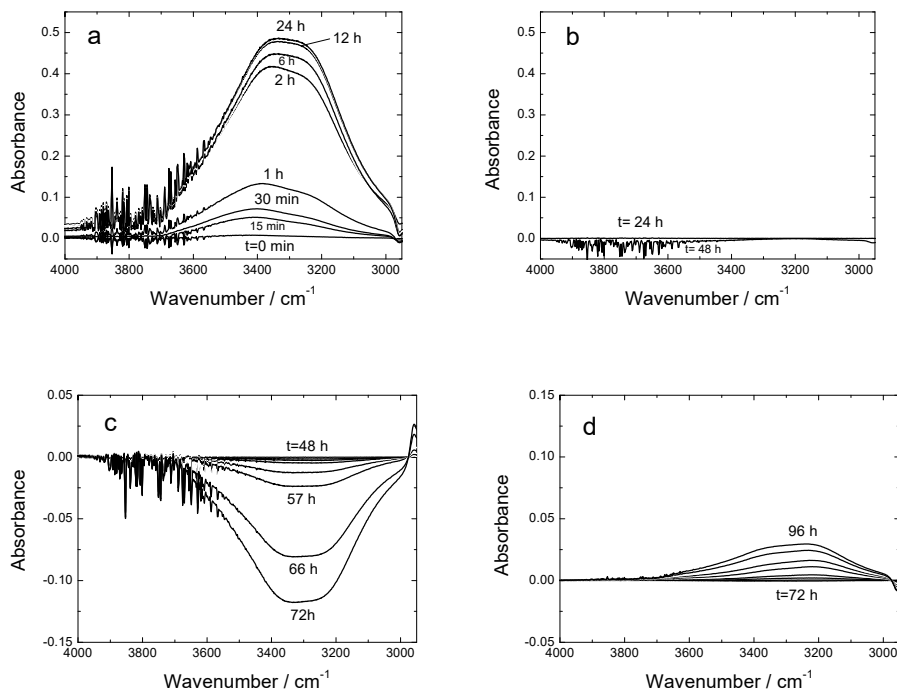 a
24 h
12 h
6 h
2 h
1 h
30 min
15 min
t=0 min
0.5
0.4
0.3
0.2
0.1
0.0
Absorbance
4000
3800
3600
3400
3200
3000
Wavenumber / cm⁻¹
b
t= 24 h
t= 48 h
0.5
0.4
0.3
0.2
0.1
0.0
Absorbance
4000
3800
3600
3400
3200
3000
Wavenumber / cm⁻¹
c
t=48 h
57 h
66 h
72h
0.05
0.00
-0.05
-0.10
-0.15
Absorbance
4000
3800
3600
3400
3200
3000
Wavenumber / cm⁻¹
d
96 h
t=72 h
0.15
0.10
0.05
0.00
-0.05
Absorbance
4000
3800
3600
3400
3200
3000
Wavenumber / cm⁻¹